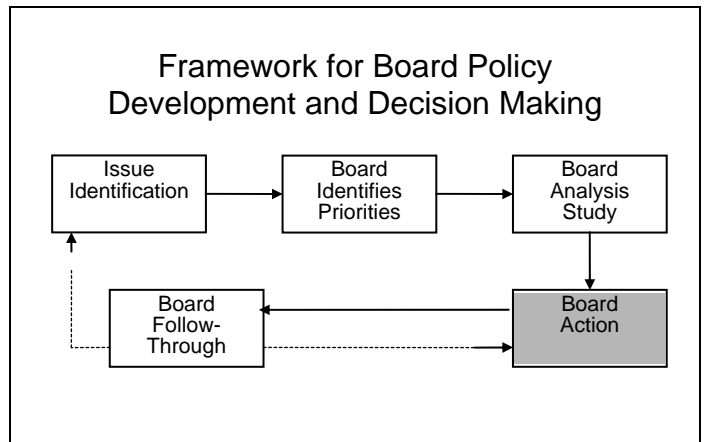 Framework for Board Policy
Development and Decision Making
Issue
Identification
Board
Identifies
Priorities
Board
Analysis
Study
Board
Follow-
Through
Board
Action